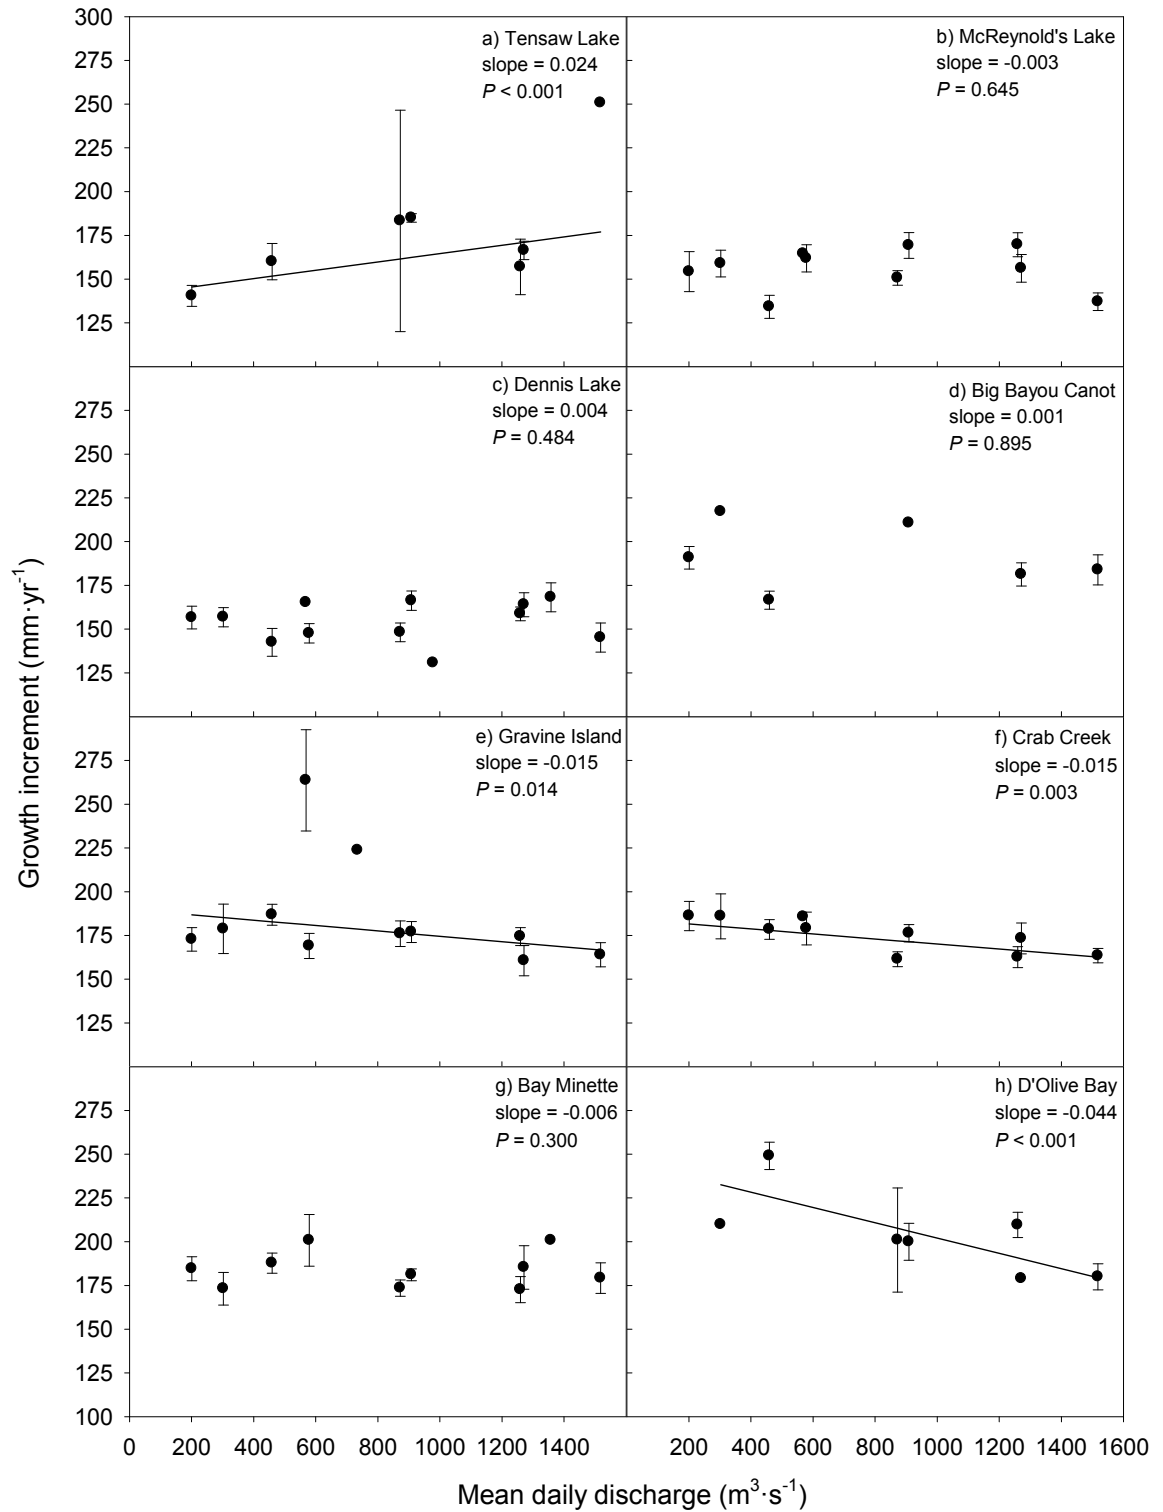 300
275
250
225
200
175
150
125
a) Tensaw Lake
slope = 0.024
P < 0.001
b) McReynold's Lake
slope = -0.003
P = 0.645
275
250
225
200
175
150
125
c) Dennis Lake
slope = 0.004
P = 0.484
d) Big Bayou Canot
slope = 0.001
P = 0.895
Growth increment (mm·yr⁻¹)
275
250
225
200
175
150
125
e) Gravine Island
slope = -0.015
P = 0.014
f) Crab Creek
slope = -0.015
P = 0.003
275
250
225
200
175
150
125
100
g) Bay Minette
slope = -0.006
P = 0.300
h) D'Olive Bay
slope = -0.044
P < 0.001
0 200 400 600 800 1000 1200 1400
200 400 600 800 1000 1200 1400 1600
Mean daily discharge (m³·s⁻¹)